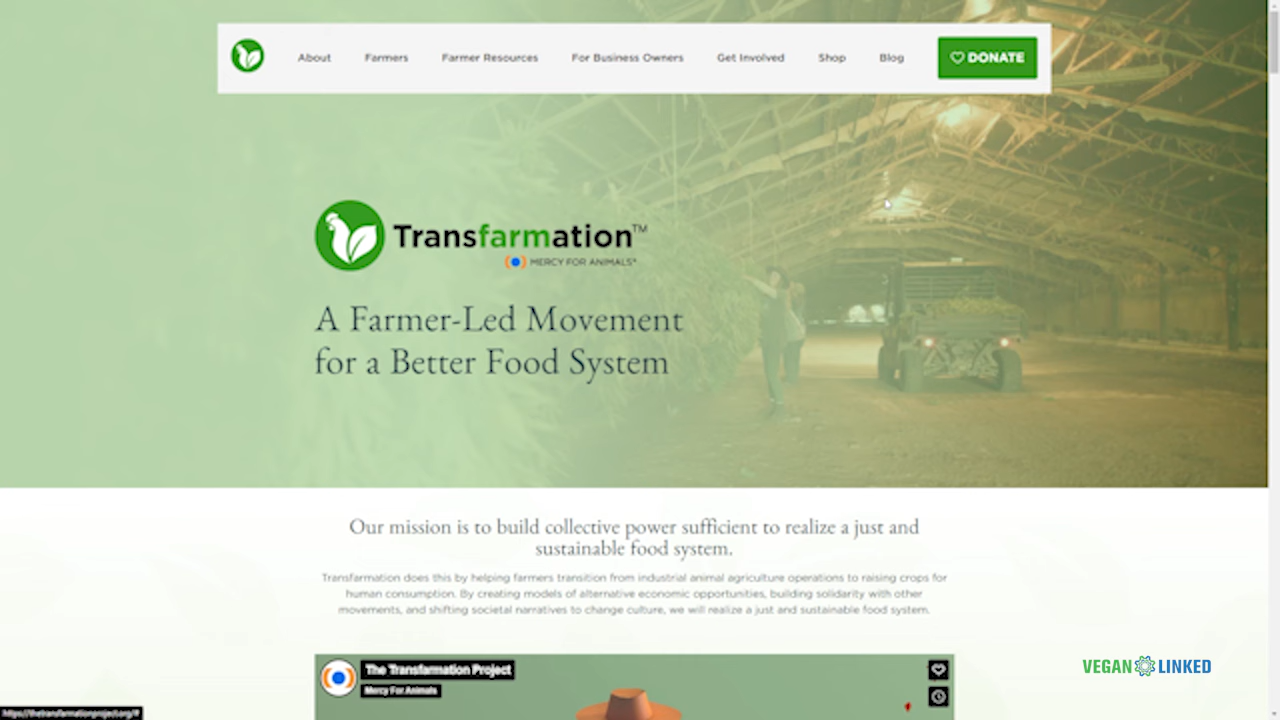 About Farmers Farmer Resources For Business Owners Get Involved Shop Blog DONATE
Transfarmation™
MERCY FOR ANIMALS®
A Farmer-Led Movement
for a Better Food System
Our mission is to build collective power sufficient to realize a just and
sustainable food system.
Transfarmation does this by helping farmers transition from industrial animal agriculture operations to raising crops for
human consumption. By creating models of alternative economic opportunities, building solidarity with other
movements, and shifting societal narratives to change culture, we will realize a just and sustainable food system.
The Transfarmation Project
Mercy For Animals
VEGAN LINKED
https://thetransfarmationproject.org/#